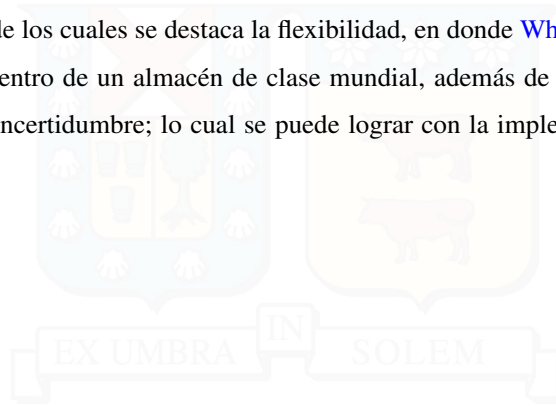 de los cuales se destaca la flexibilidad, en donde Wh
entro de un almacén de clase mundial, además de
ncertidumbre; lo cual se puede lograr con la imple
IN
EX UMBRA SOLEM